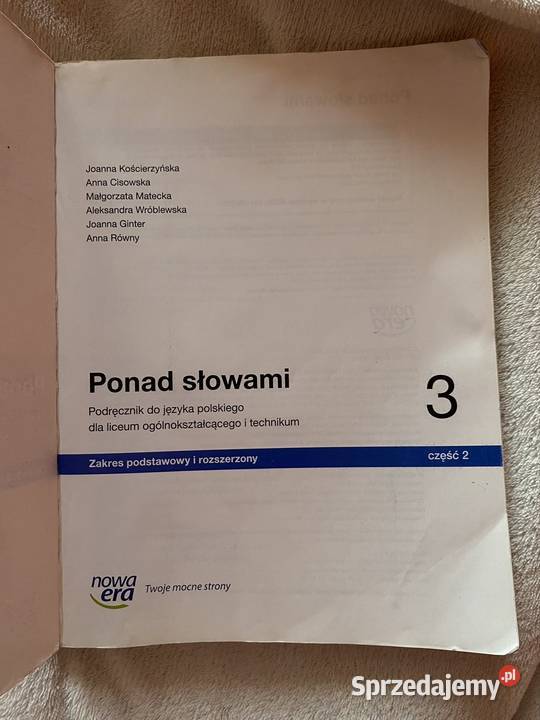 Joanna Kościerzyńska
Anna Cisowska
Małgorzata Matecka
Aleksandra Wróblewska
Joanna Ginter
Anna Równy
Ponad słowami
3
Podręcznik do języka polskiego
dla liceum ogólnokształcącego i technikum
Zakres podstawowy i rozszerzony
część 2
nowa
era
Twoje mocne strony
Sprzedajemy.pl